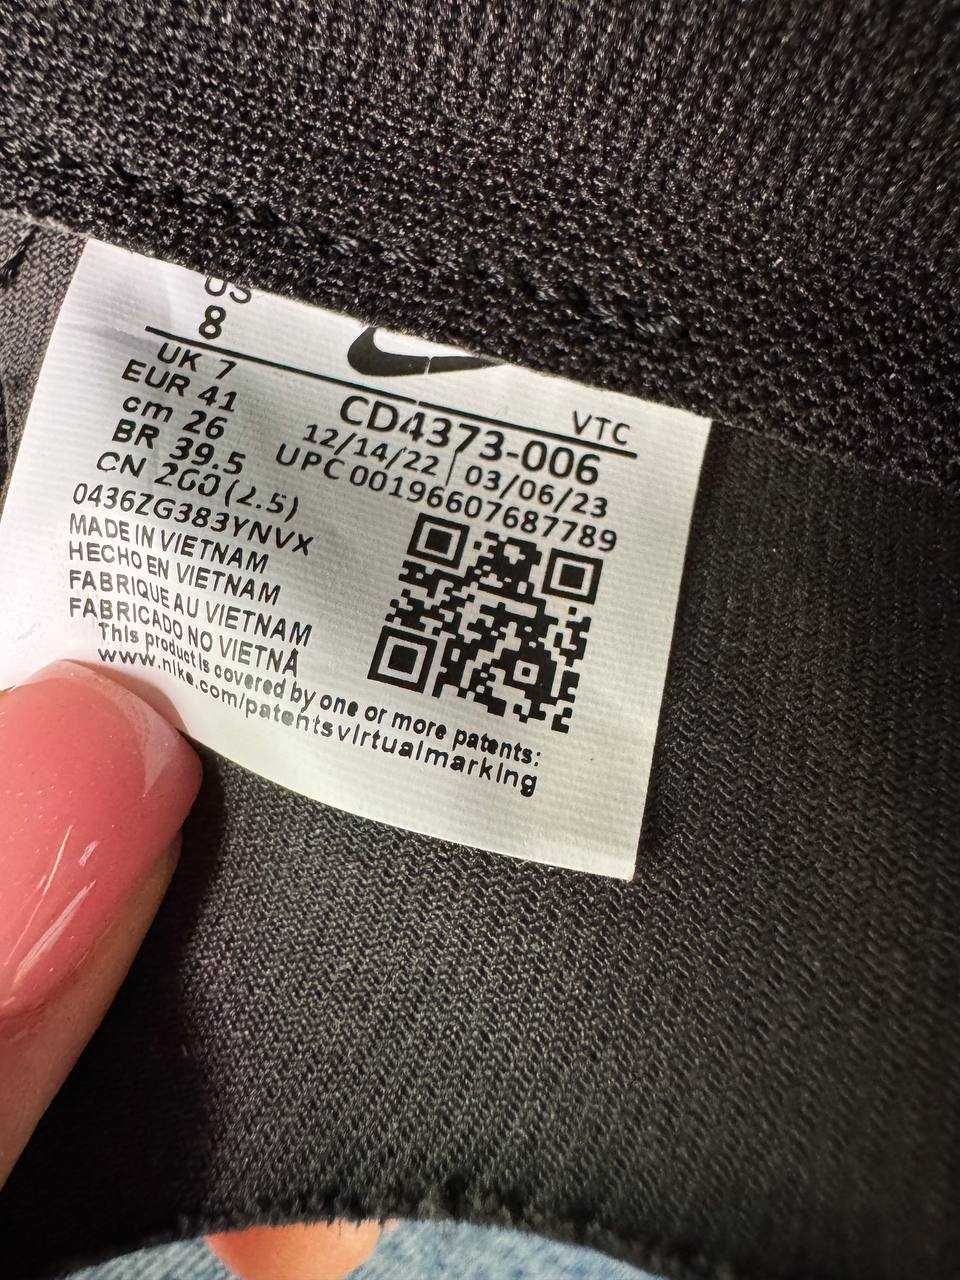 US
8
UK 7
EUR 41
cm 26
BR 39.5
CN 260(2.5)
VTC
CD4373-006
12/14/22 03/06/23
UPC 00196607687789
0436ZG383YNVX
MADE IN VIETNAM
HECHO EN VIETNAM
FABRIQUE AU VIETNAM
FABRICADO NO VIETNÃ
This product is covered by one or more patents:
www.nike.com/patentsvirtualmarking